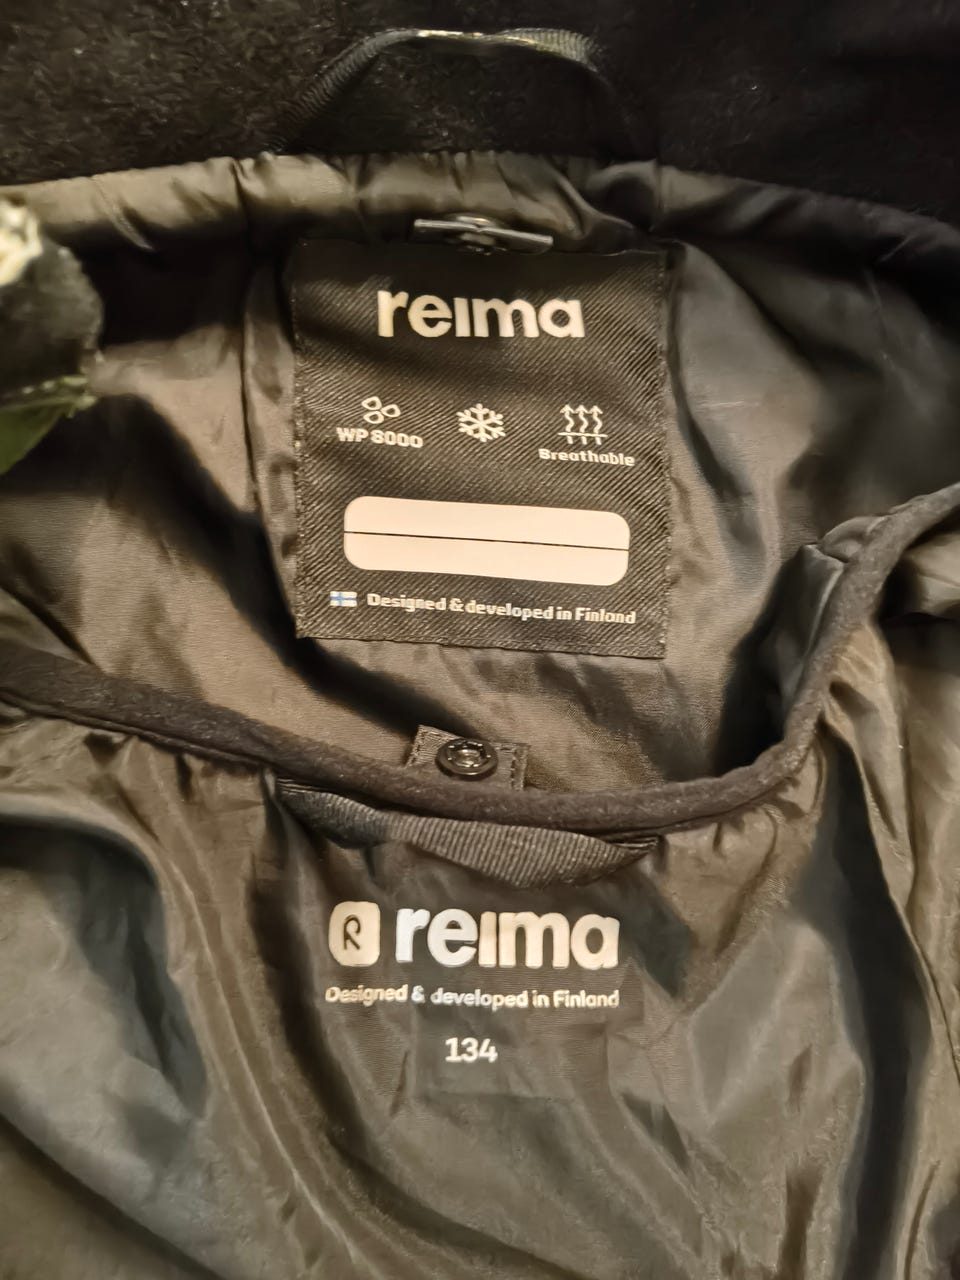 reima
WP 8000
Breathable
Designed & developed in Finland
R reima
Designed & developed in Finland
134